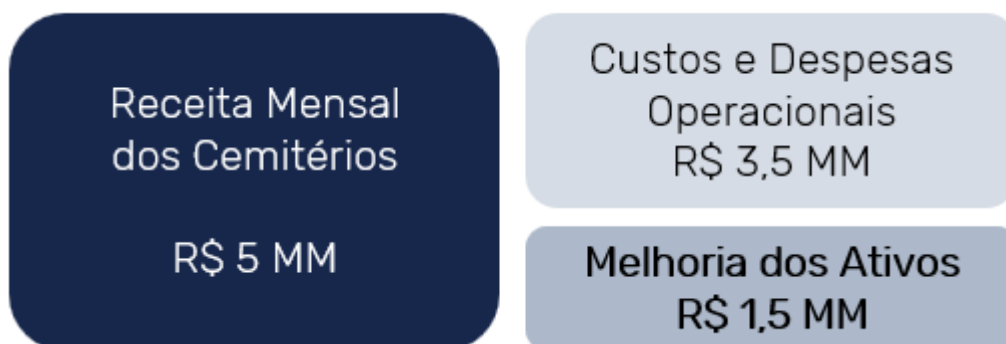 Receita Mensal
dos Cemitérios
R$ 5 MM
Custos e Despesas
Operacionais
R$ 3,5 MM
Melhoria dos Ativos
R$ 1,5 MM